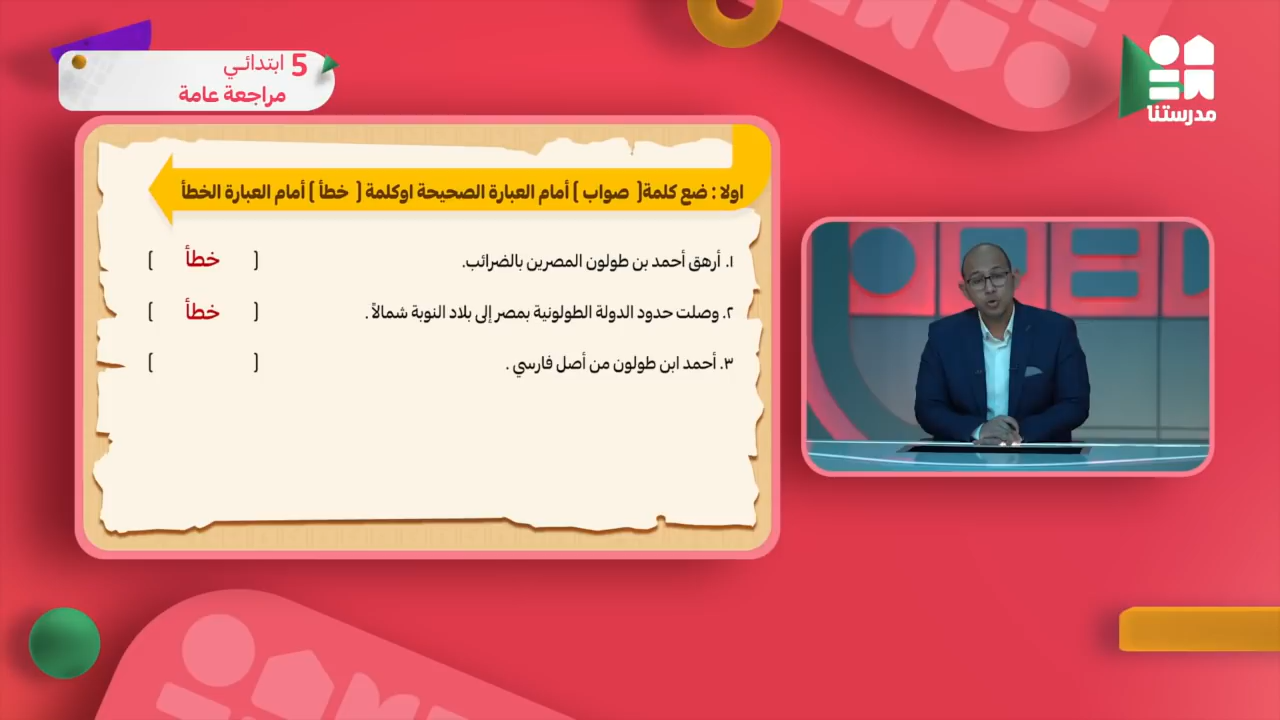 5 ابتدائي
مراجعة عامة
مدرستنا
اولا : ضع كلمة( صواب ) أمام العبارة الصحيحة اوكلمة ( خطأ ) أمام العبارة الخطأ
١. أرهق أحمد بن طولون المصرين بالضرائب. ( خطأ )
٢. وصلت حدود الدولة الطولونية بمصر إلى بلاد النوبة شمالاً . ( خطأ )
٣. أحمد ابن طولون من أصل فارسي . ( )